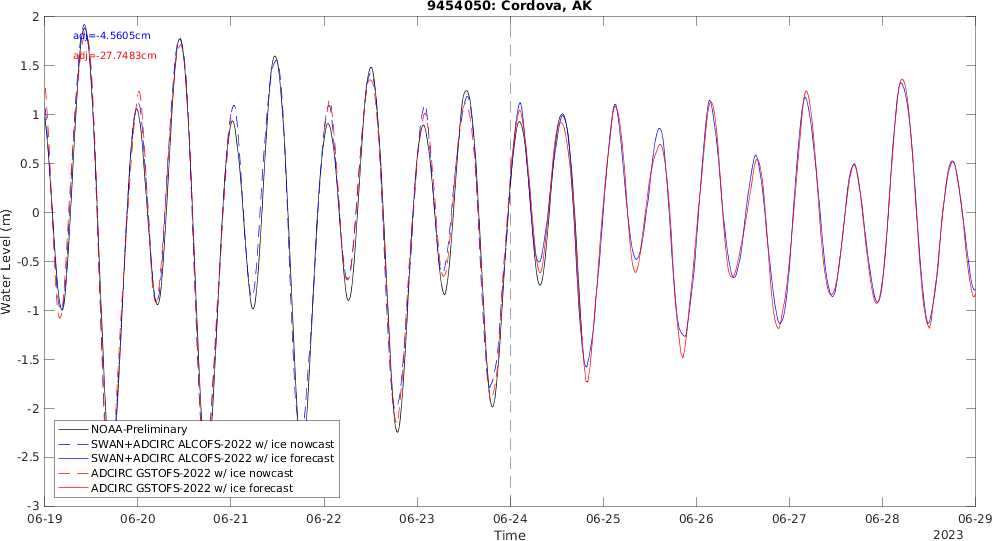 9454050: Cordova, AK
adj=-4.5605cm
adj=-27.7483cm
Water Level (m)
2
1.5
1
0.5
0
-0.5
-1
-1.5
-2
-2.5
-3
NOAA-Preliminary
SWAN+ADCIRC ALCOFS-2022 w/ ice nowcast
SWAN+ADCIRC ALCOFS-2022 w/ ice forecast
ADCIRC GSTOFS-2022 w/ ice nowcast
ADCIRC GSTOFS-2022 w/ ice forecast
06-19 06-20 06-21 06-22 06-23 06-24 06-25 06-26 06-27 06-28 06-29
Time
2023